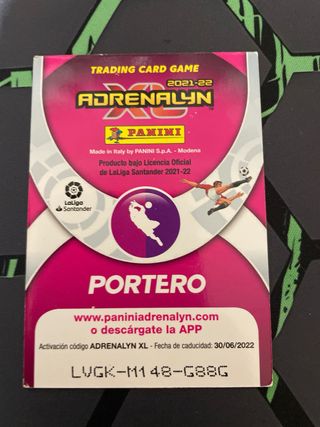 TRADING CARD GAME
2021-22
ADRENALYN
XL
PANINI
Made in Italy by PANINI S.p.A. - Modena
Producto bajo Licencia Oficial
de LaLiga Santander 2021-22
LaLiga
Santander
PORTERO
www.paniniadrenalyn.com
o descárgate la APP
Activación código ADRENALYN XL - Fecha de caducidad: 30/06/2022
LVGK-M148-G88G